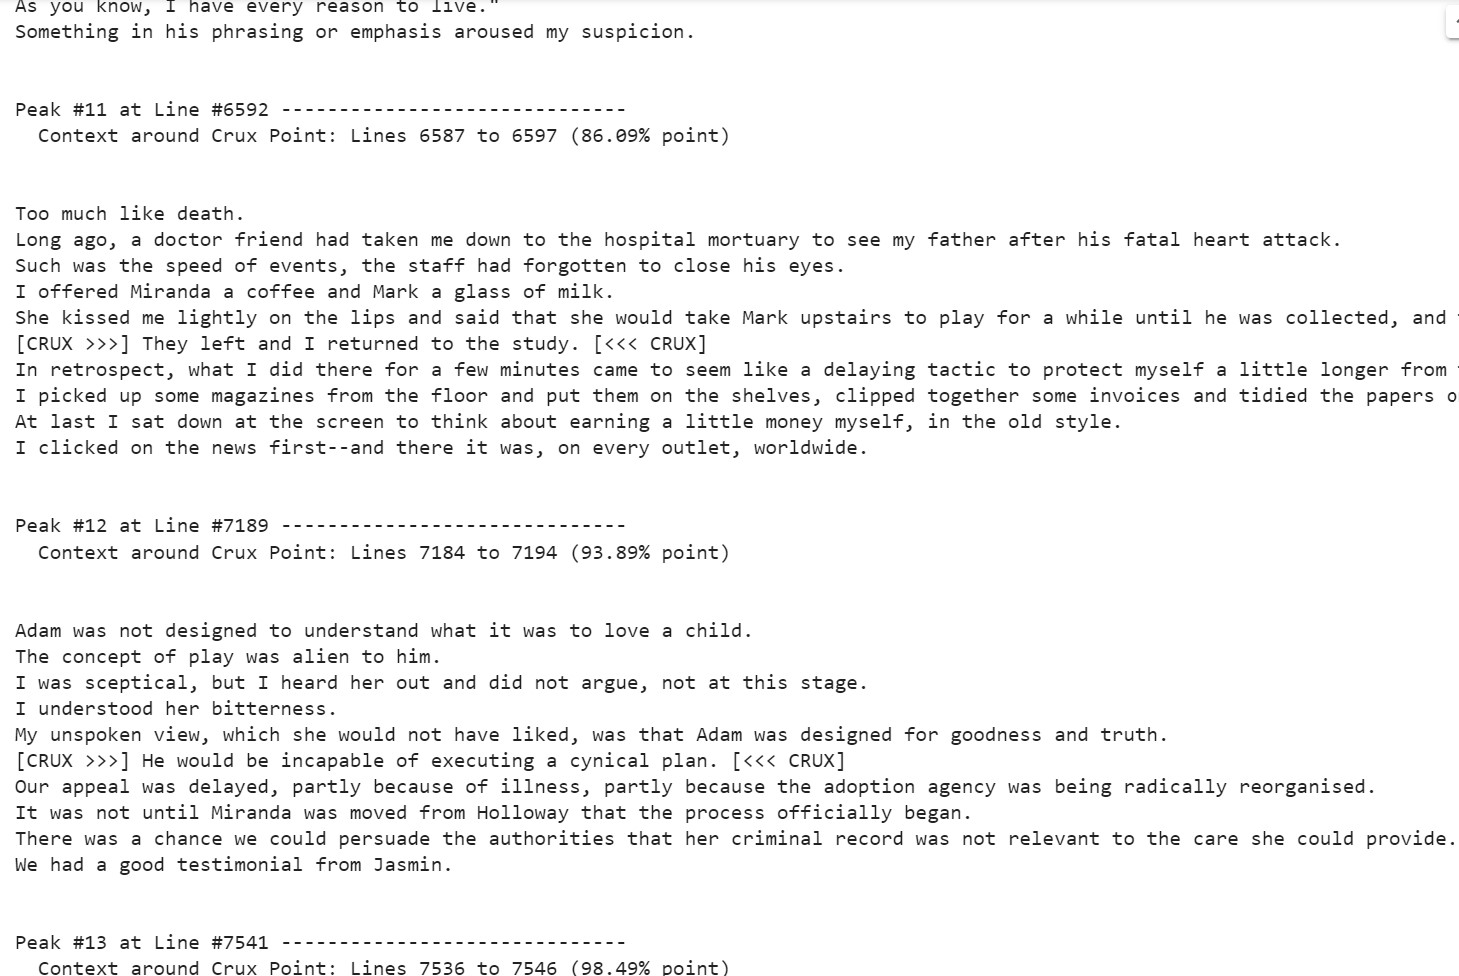 As you know, I have every reason to live."
Something in his phrasing or emphasis aroused my suspicion.
Peak #11 at Line #6592 ------------------------------
Context around Crux Point: Lines 6587 to 6597 (86.09% point)
Too much like death.
Long ago, a doctor friend had taken me down to the hospital mortuary to see my father after his fatal heart attack.
Such was the speed of events, the staff had forgotten to close his eyes.
I offered Miranda a coffee and Mark a glass of milk.
She kissed me lightly on the lips and said that she would take Mark upstairs to play for a while until he was collected, and
[CRUX >>>] They left and I returned to the study. [<<< CRUX]
In retrospect, what I did there for a few minutes came to seem like a delaying tactic to protect myself a little longer from
I picked up some magazines from the floor and put them on the shelves, clipped together some invoices and tidied the papers
At last I sat down at the screen to think about earning a little money myself, in the old style.
I clicked on the news first--and there it was, on every outlet, worldwide.
Peak #12 at Line #7189 ------------------------------
Context around Crux Point: Lines 7184 to 7194 (93.89% point)
Adam was not designed to understand what it was to love a child.
The concept of play was alien to him.
I was sceptical, but I heard her out and did not argue, not at this stage.
I understood her bitterness.
My unspoken view, which she would not have liked, was that Adam was designed for goodness and truth.
[CRUX >>>] He would be incapable of executing a cynical plan. [<<< CRUX]
Our appeal was delayed, partly because of illness, partly because the adoption agency was being radically reorganised.
It was not until Miranda was moved from Holloway that the process officially began.
There was a chance we could persuade the authorities that her criminal record was not relevant to the care she could provide.
We had a good testimonial from Jasmin.
Peak #13 at Line #7541 ------------------------------
Context around Crux Point: Lines 7536 to 7546 (98.49% point)